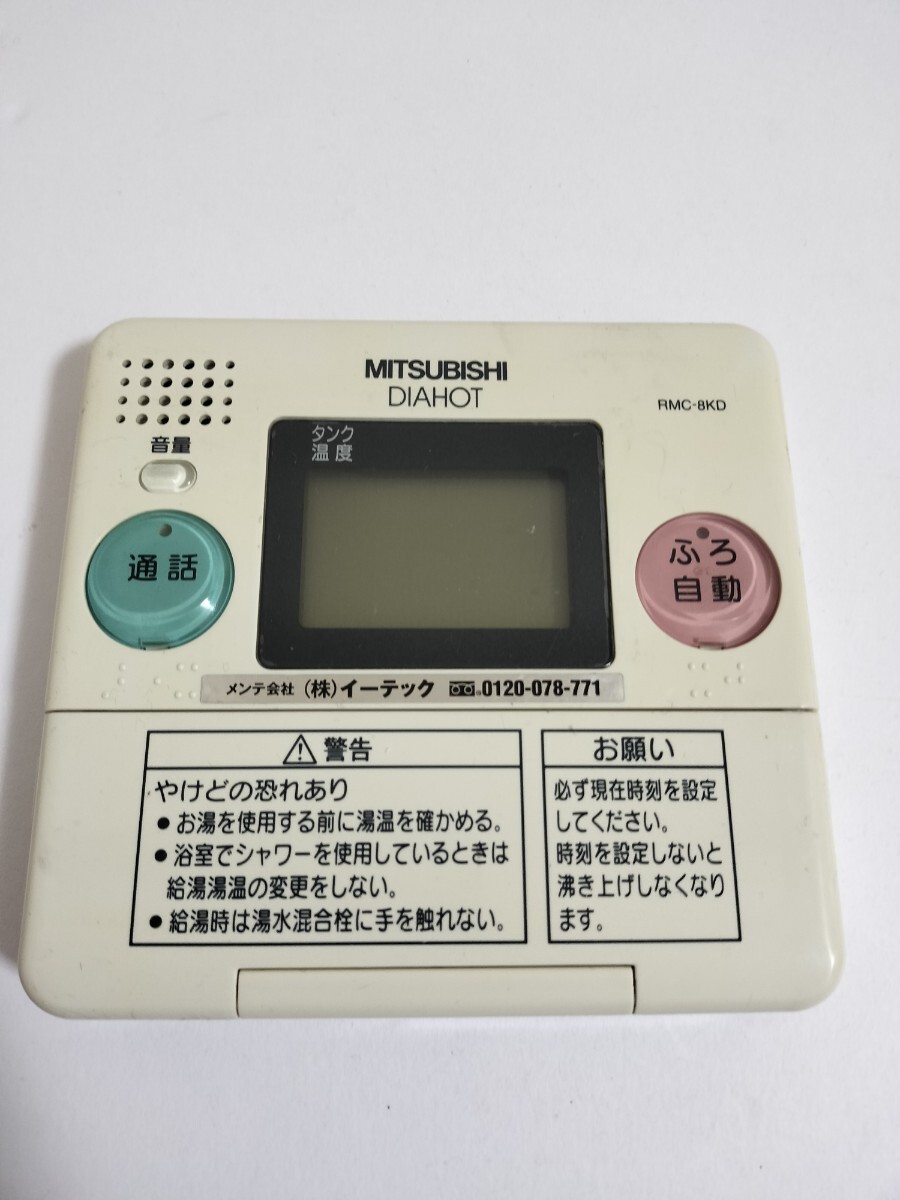 MITSUBISHI
DIAHOT
RMC-8KD
音量
タンク
温度
通話
ふろ
自動
メンテ会社 (株)イーテック 0120-078-771
⚠警告
やけどの恐れあり
●お湯を使用する前に湯温を確かめる。
●浴室でシャワーを使用しているときは
給湯湯温の変更をしない。
●給湯時は湯水混合栓に手を触れない。
お願い
必ず現在時刻を設定
してください。
時刻を設定しないと
沸き上げしなくなり
ます。